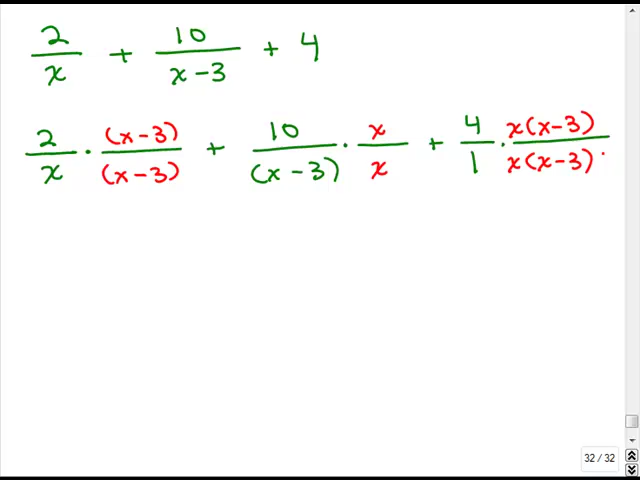 2/x + 10/(x-3) + 4
2/x · (x-3)/(x-3) + 10/(x-3) · x/x + 4/1 · x(x-3)/x(x-3)
32 / 32